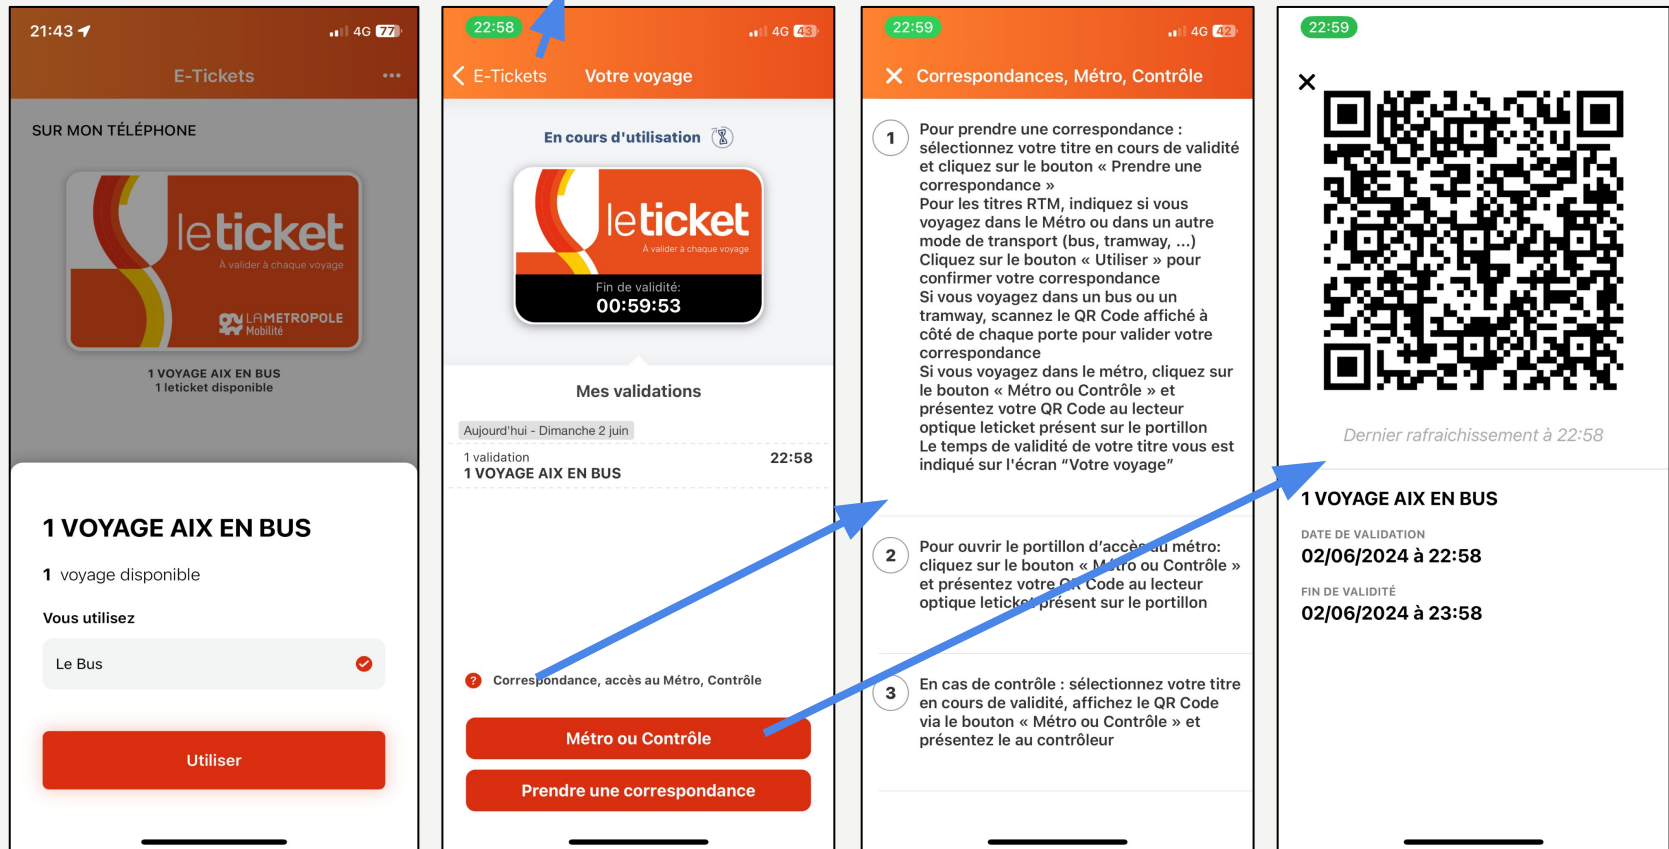 21:43
4G 77
E-Tickets
SUR MON TÉLÉPHONE
leticket
À valider à chaque voyage
LAMETROPOLE
Mobilité
1 VOYAGE AIX EN BUS
1 leticket disponible
1 VOYAGE AIX EN BUS
1 voyage disponible
Vous utilisez
Le Bus
Utiliser
22:58
4G 43
E-Tickets
Votre voyage
En cours d'utilisation
leticket
À valider à chaque voyage
Fin de validité:
00:59:53
Mes validations
Aujourd'hui - Dimanche 2 juin
1 validation
22:58
1 VOYAGE AIX EN BUS
? Correspondance, accès au Métro, Contrôle
Métro ou Contrôle
Prendre une correspondance
22:59
4G 42
Correspondances, Métro, Contrôle
1
Pour prendre une correspondance :
sélectionnez votre titre en cours de validité
et cliquez sur le bouton « Prendre une
correspondance »
Pour les titres RTM, indiquez si vous
voyagez dans le Métro ou dans un autre
mode de transport (bus, tramway, ...)
Cliquez sur le bouton « Utiliser » pour
confirmer votre correspondance
Si vous voyagez dans un bus ou un
tramway, scannez le QR Code affiché à
côté de chaque porte pour valider votre
correspondance
Si vous voyagez dans le métro, cliquez sur
le bouton « Métro ou Contrôle » et
présentez votre QR Code au lecteur
optique leticket présent sur le portillon
Le temps de validité de votre titre vous est
indiqué sur l'écran “Votre voyage”
2
Pour ouvrir le portillon d'accès au métro:
cliquez sur le bouton « Métro ou Contrôle »
et présentez votre QR Code au lecteur
optique leticket présent sur le portillon
3
En cas de contrôle : sélectionnez votre titre
en cours de validité, affichez le QR Code
via le bouton « Métro ou Contrôle » et
présentez le au contrôleur
22:59
Dernier rafraichissement à 22:58
1 VOYAGE AIX EN BUS
DATE DE VALIDATION
02/06/2024 à 22:58
FIN DE VALIDITÉ
02/06/2024 à 23:58